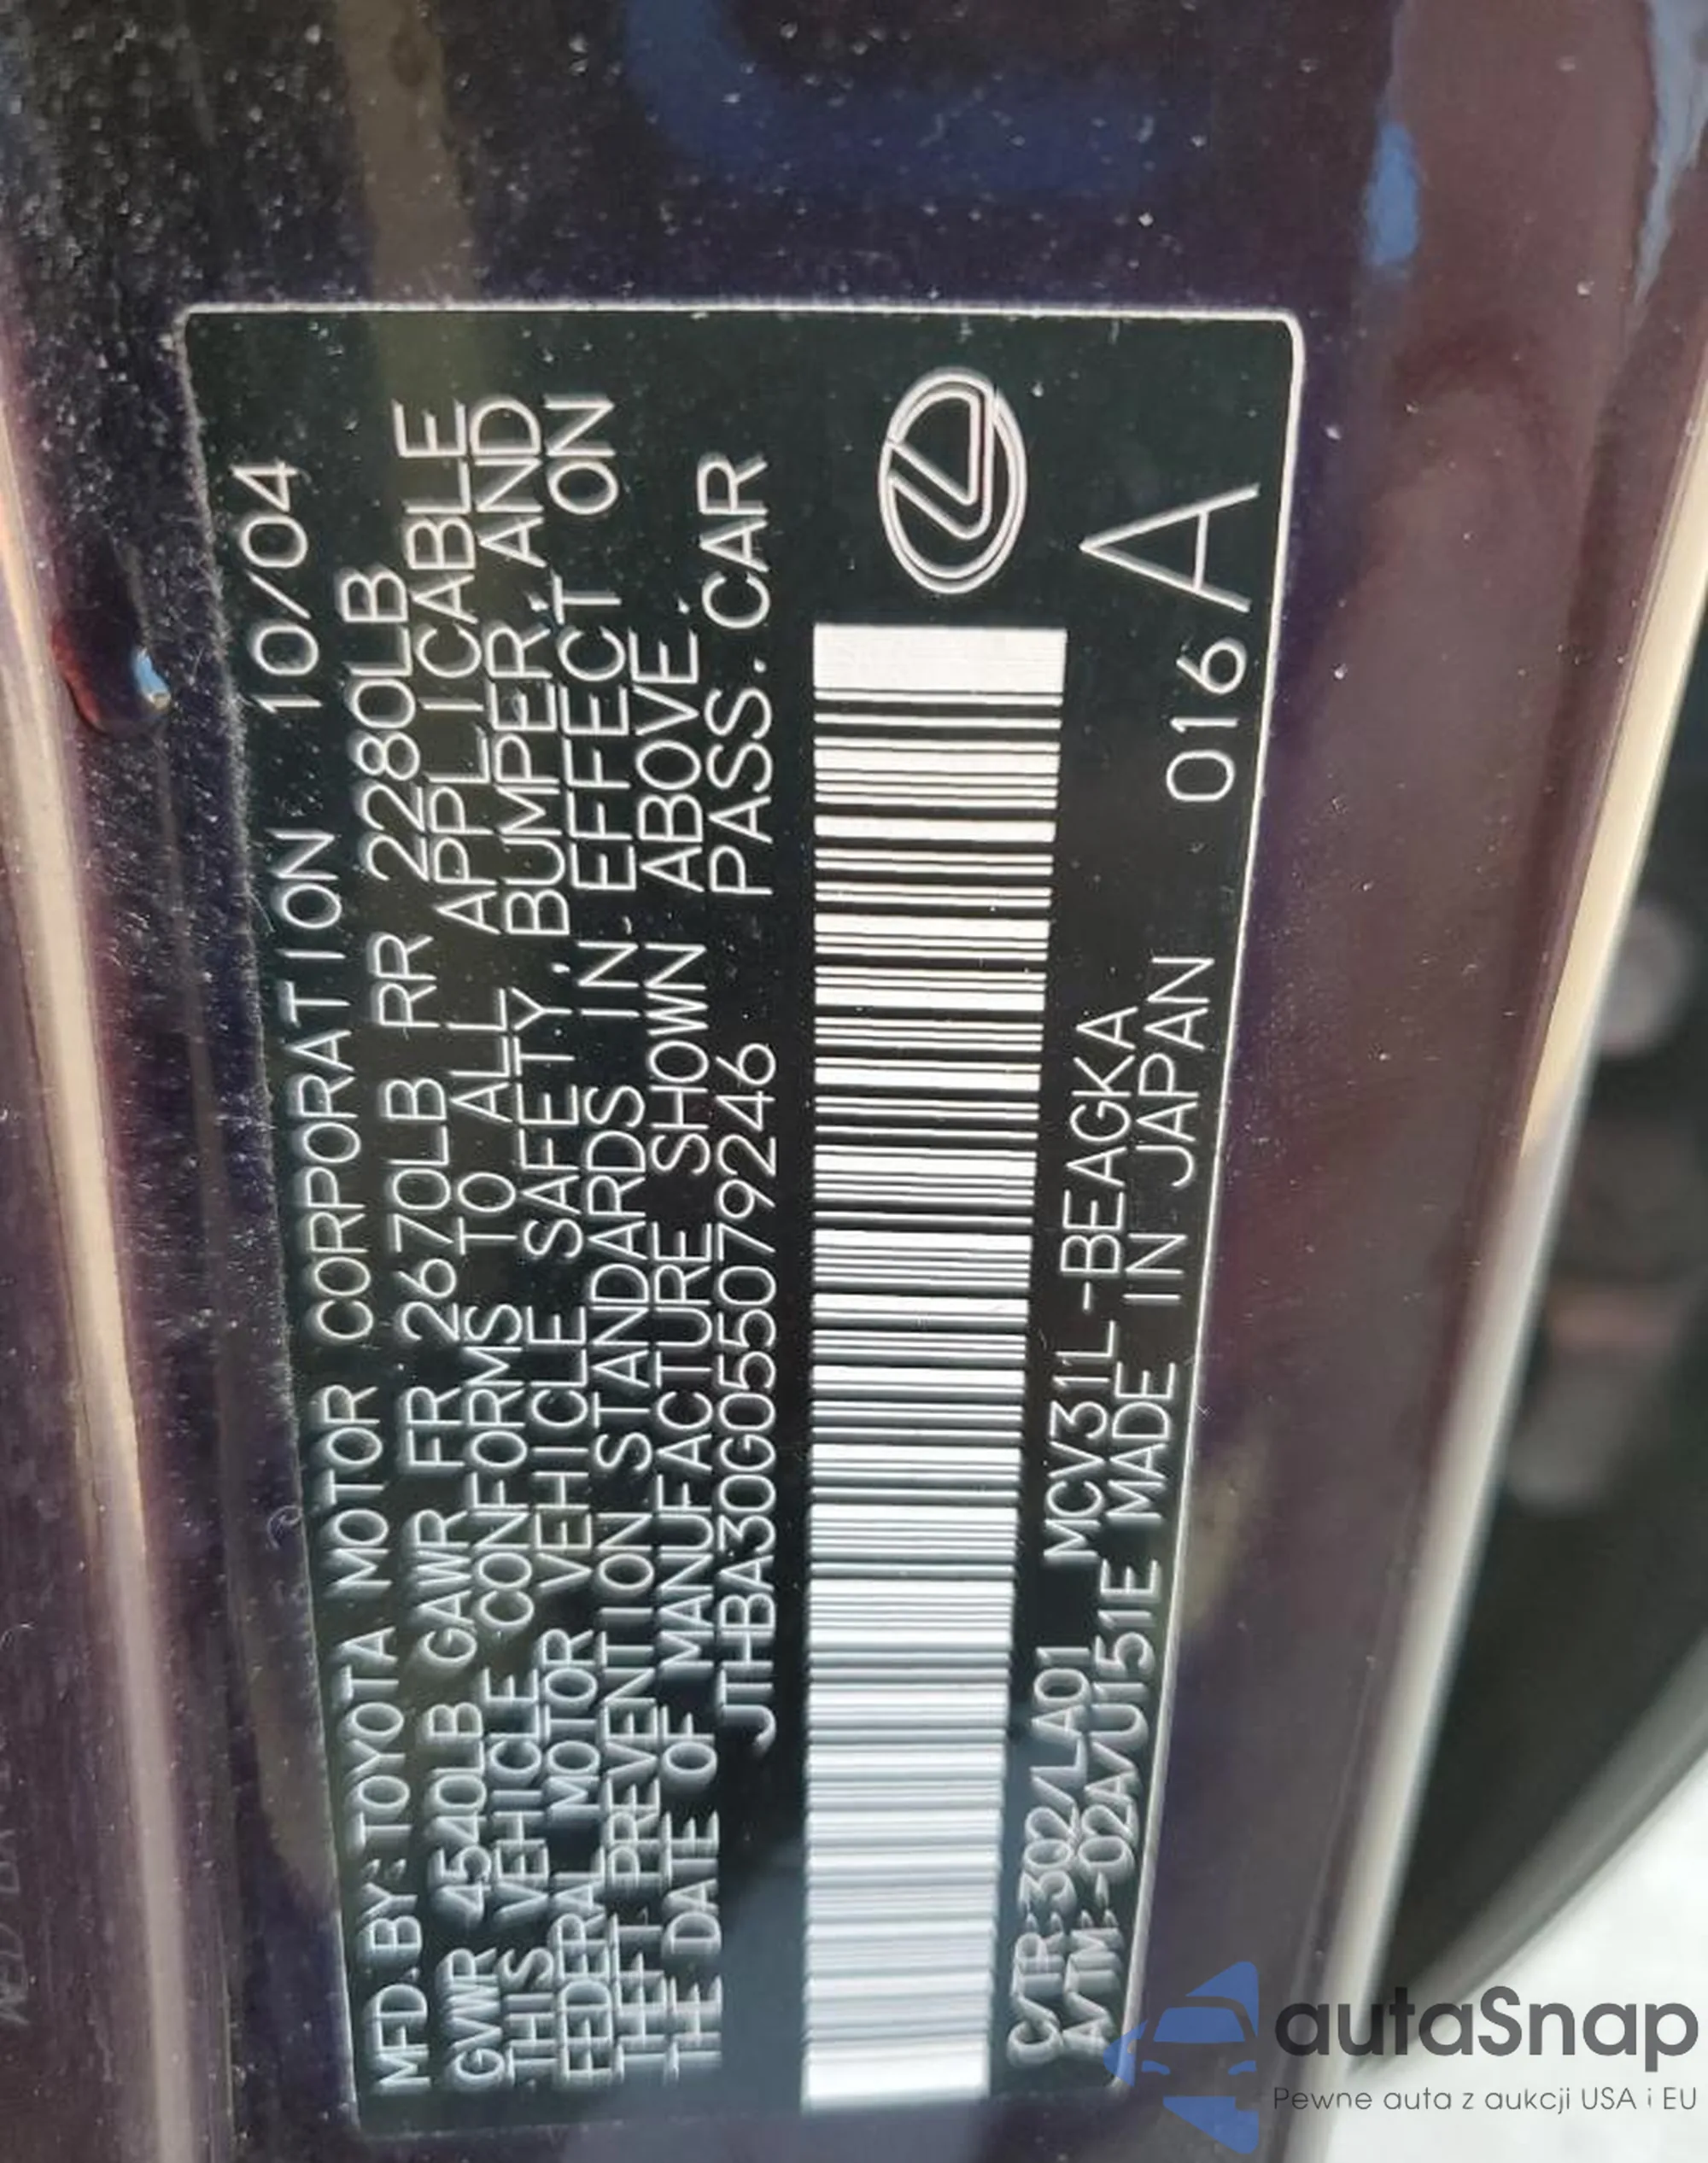 MFD.BY:TOYOTA MOTOR CORPORATION 10/04
GVWR 4540LB GAWR FR 2670LB RR 2280LB
THIS VEHICLE CONFORMS TO ALL APPLICABLE
FEDERAL MOTOR VEHICLE SAFETY, BUMPER, AND
THEFT PREVENTION STANDARDS IN EFFECT ON
THE DATE OF MANUFACTURE SHOWN ABOVE.
JTHBA30G055079246 PASS. CAR
C/TR:302/LA01 MCV31L-BEAGKA
A/TM:-02A/U151E MADE IN JAPAN 016A
autaSnap
Pewne auta z aukcji USA i EU